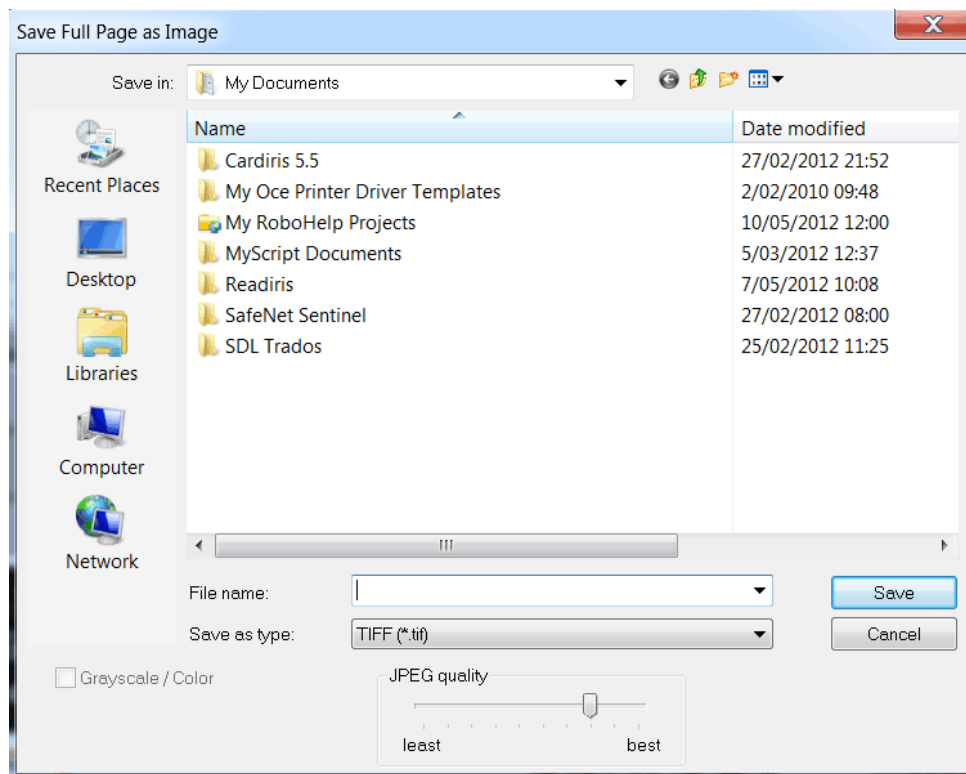 Save Full Page as Image
Save in: My Documents
Name Date modified
Recent Places
Desktop
Libraries
Computer
Network
Cardiris 5.5 27/02/2012 21:52
My Oce Printer Driver Templates 2/02/2010 09:48
My RoboHelp Projects 10/05/2012 12:00
MyScript Documents 5/03/2012 12:37
Readiris 7/05/2012 10:08
SafeNet Sentinel 27/02/2012 08:00
SDL Trados 25/02/2012 11:25
File name: Save
Save as type: TIFF (*.tif) Cancel
Grayscale / Color JPEG quality
least best